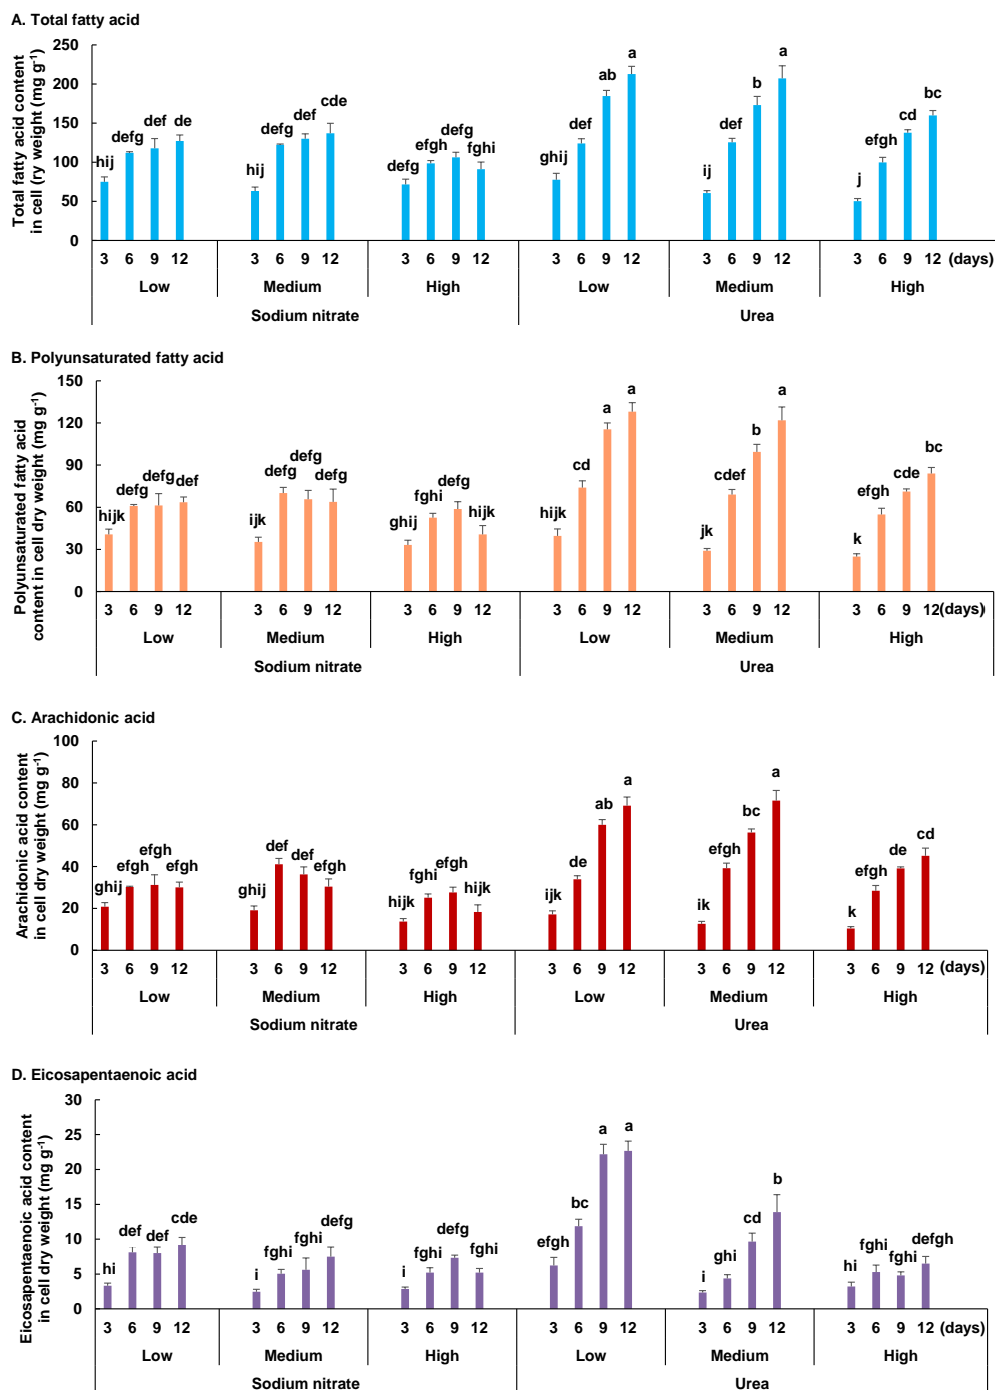 A. Total fatty acid
Total fatty acid content
in cell (ry weight (mg g-1)
250
200
150
100
50
0
hij defg def de
hij defg def cde
defg efgh defg fghi
ghij def ab a
ij def b a
j efgh cd bc
3 6 9 12 3 6 9 12 3 6 9 12 3 6 9 12 3 6 9 12 3 6 9 12 (days)
Low Medium High Low Medium High
Sodium nitrate Urea
B. Polyunsaturated fatty acid
Polyunsaturated fatty acid
content in cell dry weight (mg g-1)
150
120
90
60
30
0
hijk defg defg def
ijk defg defg defg
ghij fghi defg hijk
hijk cd a a
jk cdef b a
k efgh cde bc
3 6 9 12 3 6 9 12 3 6 9 12 3 6 9 12 3 6 9 12 3 6 9 12 (days)
Low Medium High Low Medium High
Sodium nitrate Urea
C. Arachidonic acid
Arachidonic acid content
in cell dry weight (mg g-1)
100
80
60
40
20
0
ghij efgh efgh efgh
ghij def def efgh
hijk fghi efgh hijk
ijk de ab a
ik efgh bc a
k efgh de cd
3 6 9 12 3 6 9 12 3 6 9 12 3 6 9 12 3 6 9 12 3 6 9 12 (days)
Low Medium High Low Medium High
Sodium nitrate Urea
D. Eicosapentaenoic acid
Eicosapentaenoic acid content
in cell dry weight (mg g-1)
30
25
20
15
10
5
0
hi def def cde
i fghi fghi defg
i fghi defg fghi
efgh bc a a
i ghi cd b
hi fghi fghi defgh
3 6 9 12 3 6 9 12 3 6 9 12 3 6 9 12 3 6 9 12 3 6 9 12 (days)
Low Medium High Low Medium High
Sodium nitrate Urea